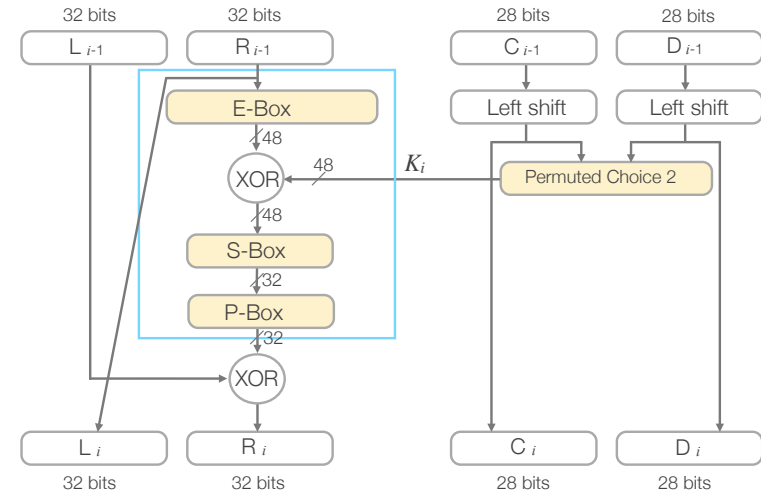 32 bits 32 bits 28 bits 28 bits
L i-1 R i-1 C i-1 D i-1
E-Box Left shift Left shift
48
XOR 48 Ki Permuted Choice 2
48
S-Box
32
P-Box
32
XOR
L i R i C i D i
32 bits 32 bits 28 bits 28 bits